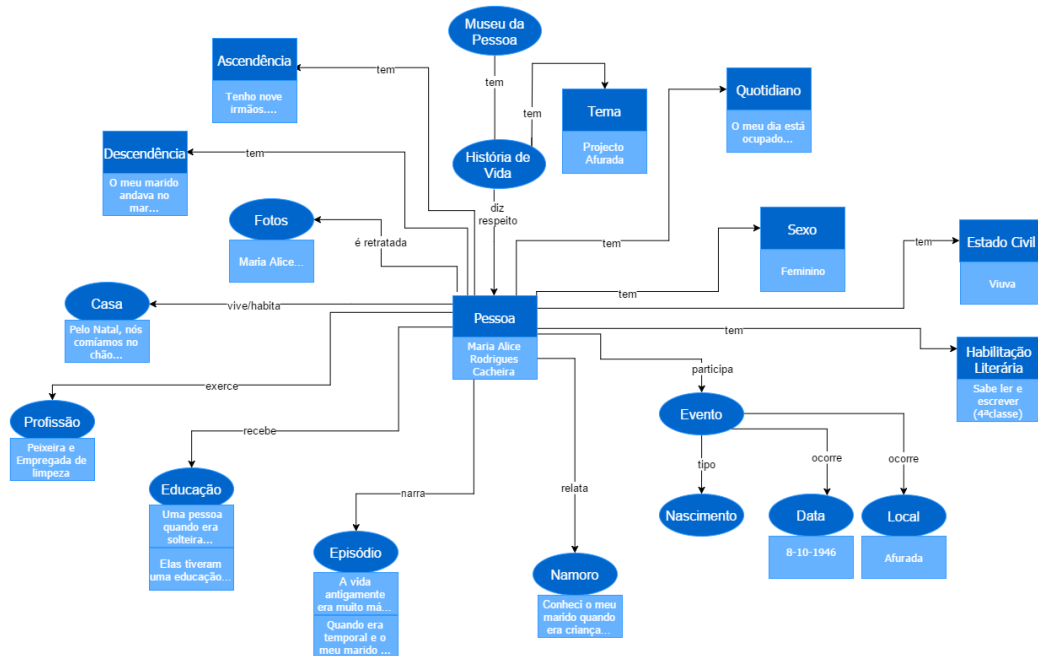 Museu da
Pessoa
Ascendência
Tenho nove
irmãos....
tem
tem
tem
Tema
Projecto
Afurada
Quotidiano
O meu dia está
ocupado...
Descendência
O meu marido
andava no
mar...
tem
História de
Vida
diz
respeito
Fotos
Maria Alice...
é retratada
tem
Sexo
Feminino
tem
Estado Civil
Viuva
tem
Casa
Pelo Natal, nós
comíamos no
chão...
vive/habita
Pessoa
Maria Alice
Rodrigues
Cacheira
tem
Habilitação
Literária
Sabe ler e
escrever
(4ªclasse)
exerce
participa
Profissão
Peixeira e
Empregada de
limpeza
recebe
Evento
tipo
ocorre
ocorre
Educação
Uma pessoa
quando era
solteira...
Elas tiveram
uma educação...
narra
relata
Nascimento
Data
8-10-1946
Local
Afurada
Episódio
A vida
antigamente
era muito má...
Quando era
temporal e o
meu marido ...
Namoro
Conheci o meu
marido quando
era criança...